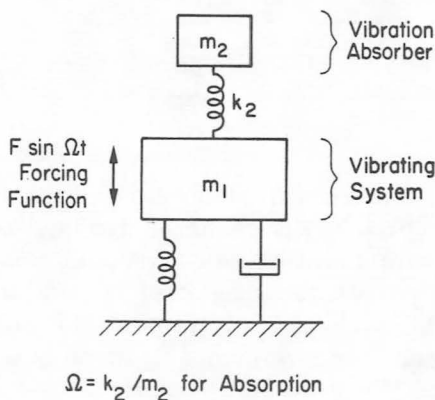 m2
Vibration
Absorber
k2
F sin Ωt
Forcing
Function
m1
Vibrating
System
Ω = k2/m2 for Absorption